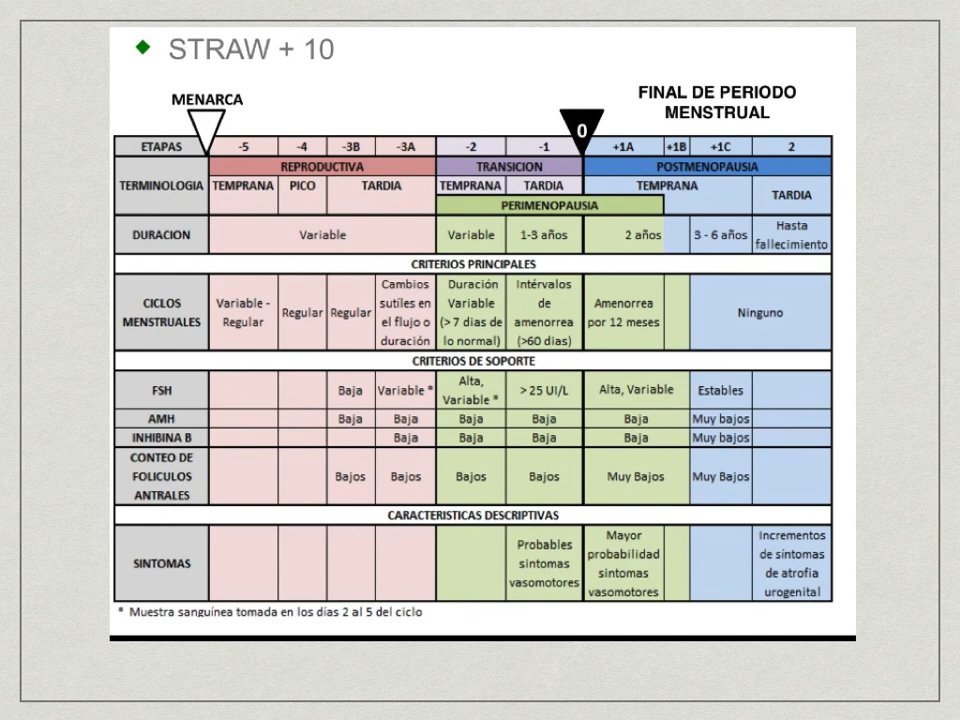 STRAW + 10
MENARCA
FINAL DE PERIODO
MENSTRUAL
0
ETAPAS -5 -4 -3B -3A -2 -1 +1A +1B +1C 2
TERMINOLOGIA
REPRODUCTIVA TRANSICION POSTMENOPAUSIA
TEMPRANA PICO TARDIA TEMPRANA TARDIA TEMPRANA TARDIA
PERIMENOPAUSIA
DURACION Variable Variable 1-3 años 2 años 3 - 6 años Hasta
fallecimiento
CRITERIOS PRINCIPALES
CICLOS
MENSTRUALES
Variable -
Regular
Regular
Regular
Cambios
sutíles en
el flujo o
duración
Duración
Variable
(> 7 dias de
lo normal)
Intérvalos
de
amenorrea
(>60 dias)
Amenorrea
por 12 meses
Ninguno
CRITERIOS DE SOPORTE
FSH Baja Variable * Alta,
Variable * > 25 UI/L Alta, Variable Estables
AMH Baja Baja Baja Baja Baja Muy bajos
INHIBINA B Baja Baja Baja Baja Muy bajos
CONTEO DE
FOLICULOS
ANTRALES
Bajos Bajos Bajos Bajos Muy Bajos Muy Bajos
CARACTERISTICAS DESCRIPTIVAS
SINTOMAS
Probables
sintomas
vasomotores
Mayor
probabilidad
sintomas
vasomotores
Incrementos
de síntomas
de atrofia
urogenital
* Muestra sanguínea tomada en los días 2 al 5 del ciclo